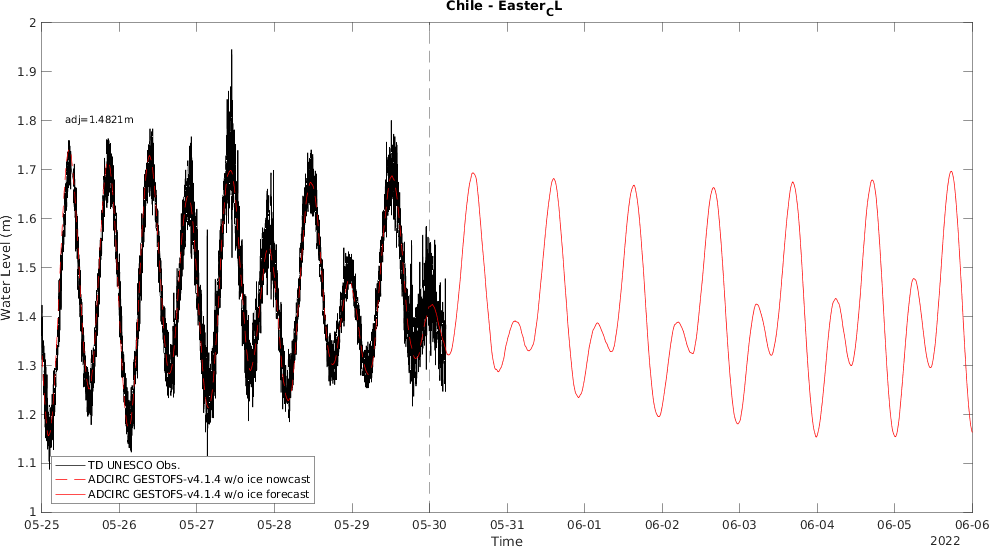 Chile - Easter_CL
2
1.9
1.8
1.7
1.6
1.5
1.4
1.3
1.2
1.1
1
Water Level (m)
adj=1.4821m
TD UNESCO Obs.
ADCIRC GESTOFS-v4.1.4 w/o ice nowcast
ADCIRC GESTOFS-v4.1.4 w/o ice forecast
05-25 05-26 05-27 05-28 05-29 05-30 05-31 06-01 06-02 06-03 06-04 06-05 06-06
Time
2022